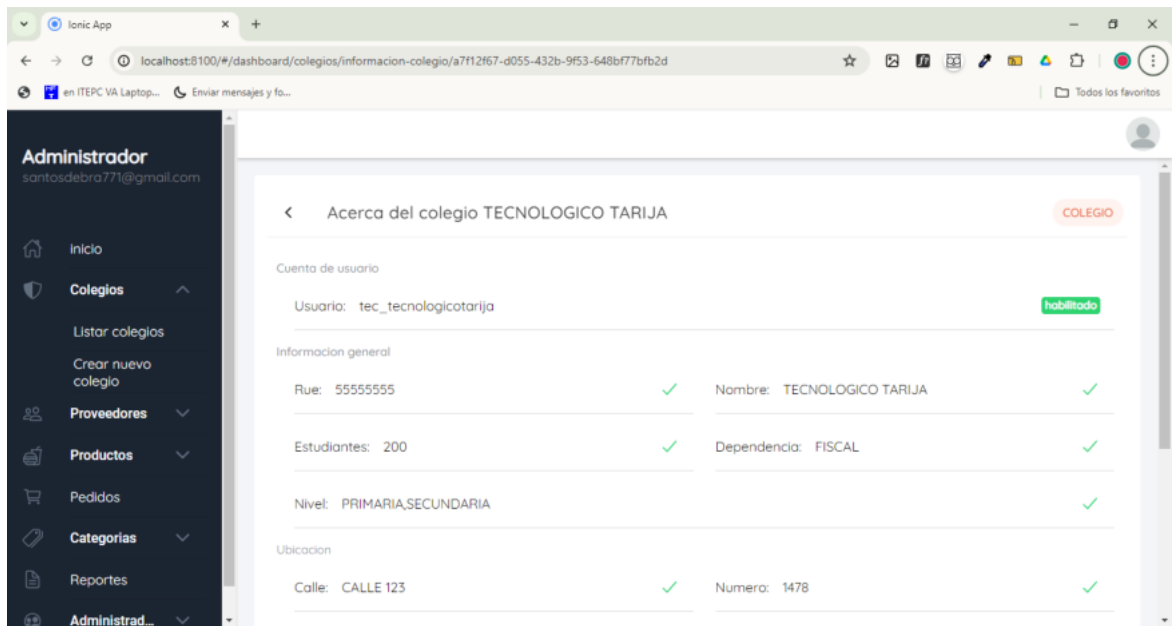 Ionic App
localhost:8100/#/dashboard/colegios/informacion-colegio/a7f12f67-d055-432b-9f53-648bf77bfb2d
en ITEPC VA Laptop... Enviar mensajes y fo... Todos los favoritos
Administrador
santosdebra771@gmail.com
Inicio
Colegios
Listar colegios
Crear nuevo
colegio
Proveedores
Productos
Pedidos
Categorias
Reportes
Administrad...
Acerca del colegio TECNOLOGICO TARIJA COLEGIO
Cuenta de usuario
Usuario: tec_tecnologicotarija habilitado
Informacion general
Rue: 55555555 Nombre: TECNOLOGICO TARIJA
Estudiantes: 200 Dependencia: FISCAL
Nivel: PRIMARIA,SECUNDARIA
Ubicacion
Calle: CALLE 123 Numero: 1478